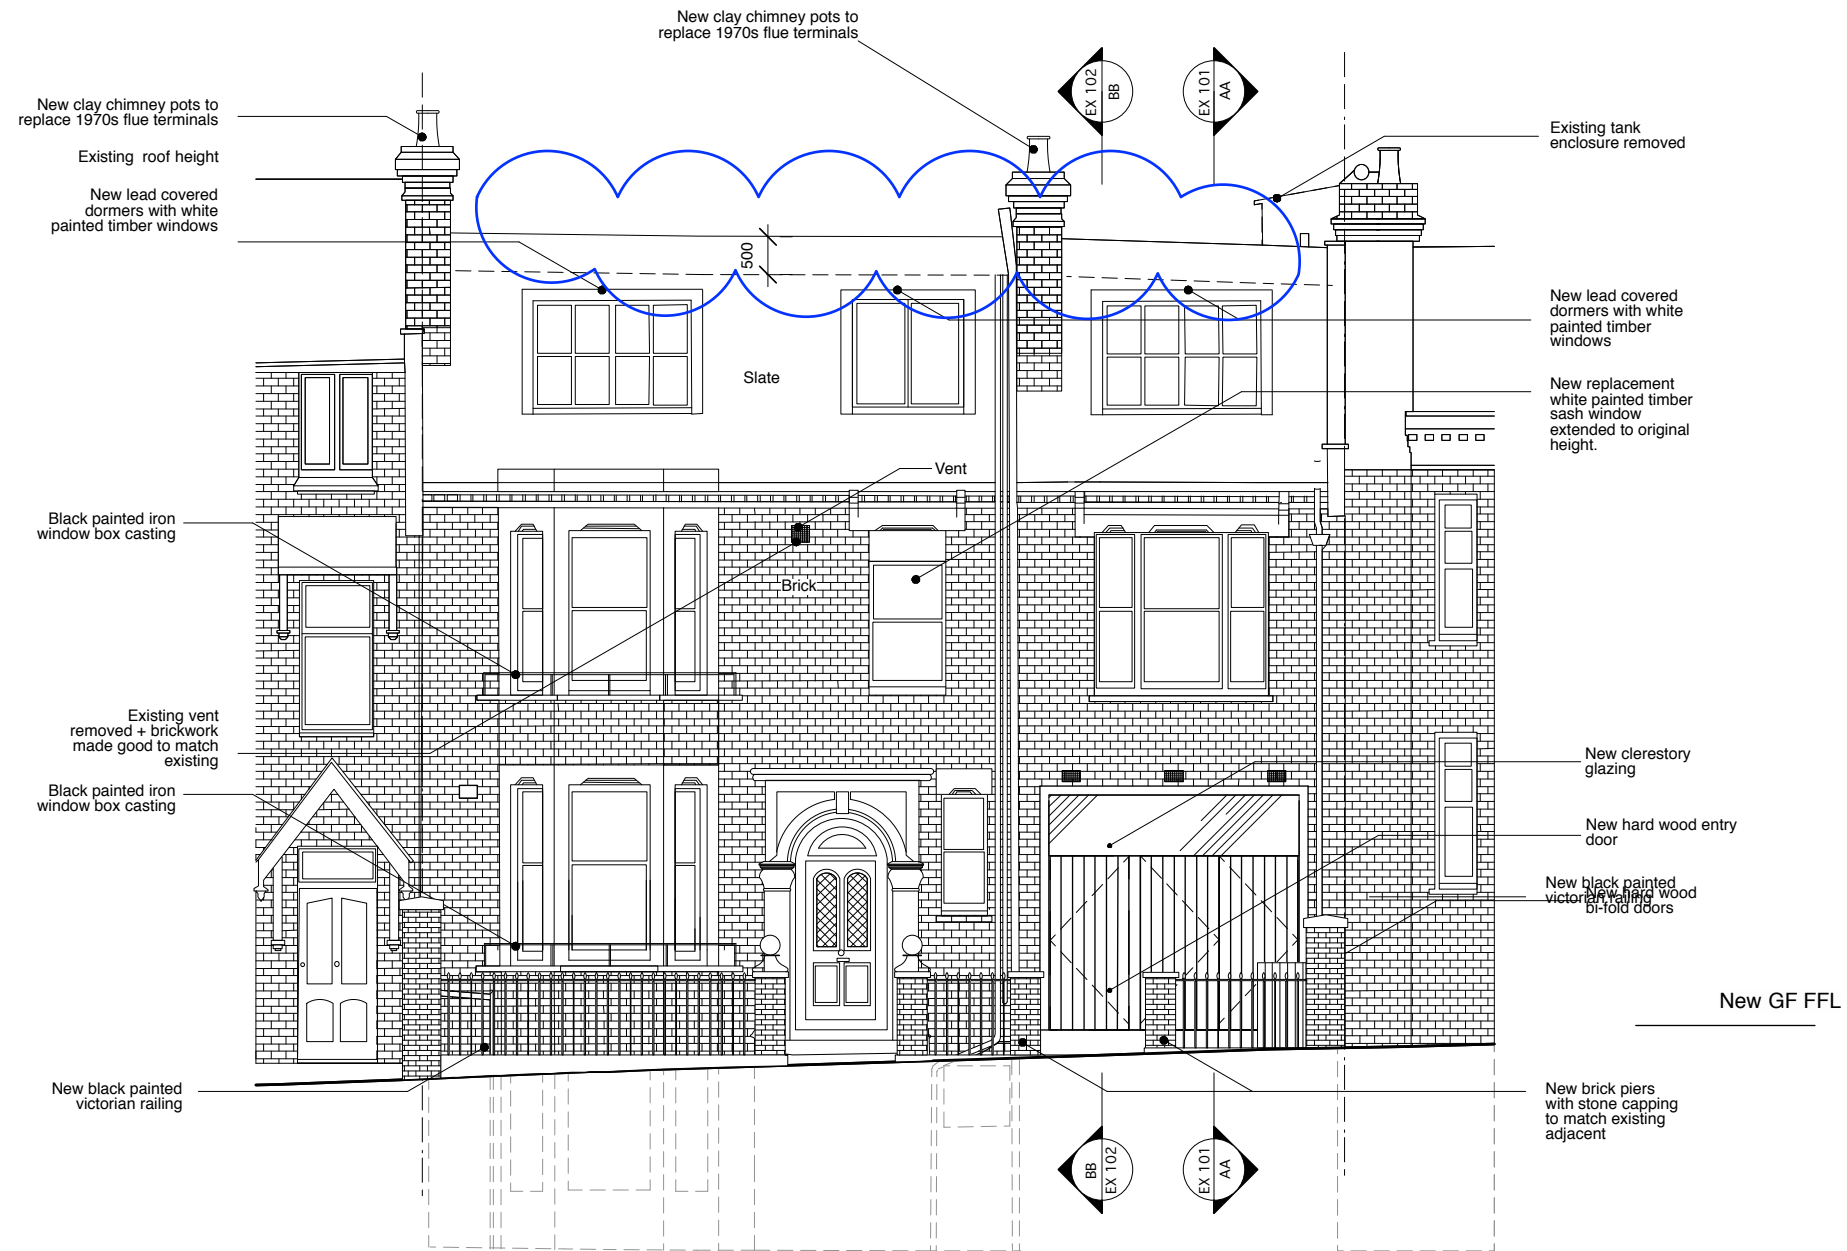 New clay chimney pots to
replace 1970s flue terminals
New clay chimney pots to
replace 1970s flue terminals
Existing  roof height
New lead covered
dormers with white
painted timber windows
EX 102
BB
EX 101
AA
Existing tank
enclosure removed
500
New lead covered
dormers with white
painted timber
windows
Slate
New replacement
white painted timber
sash window
extended to original
height.
Vent
Black painted iron
window box casting
Brick
Existing vent
removed + brickwork
made good to match
existing
New clerestory
glazing
Black painted iron
window box casting
New hard wood entry
door
New black painted
victorian railing
New hard wood
bi-fold doors
New GF FFL
New black painted
victorian railing
New brick piers
with stone capping
to match existing
adjacent
BB
EX 102
EX 101
AA